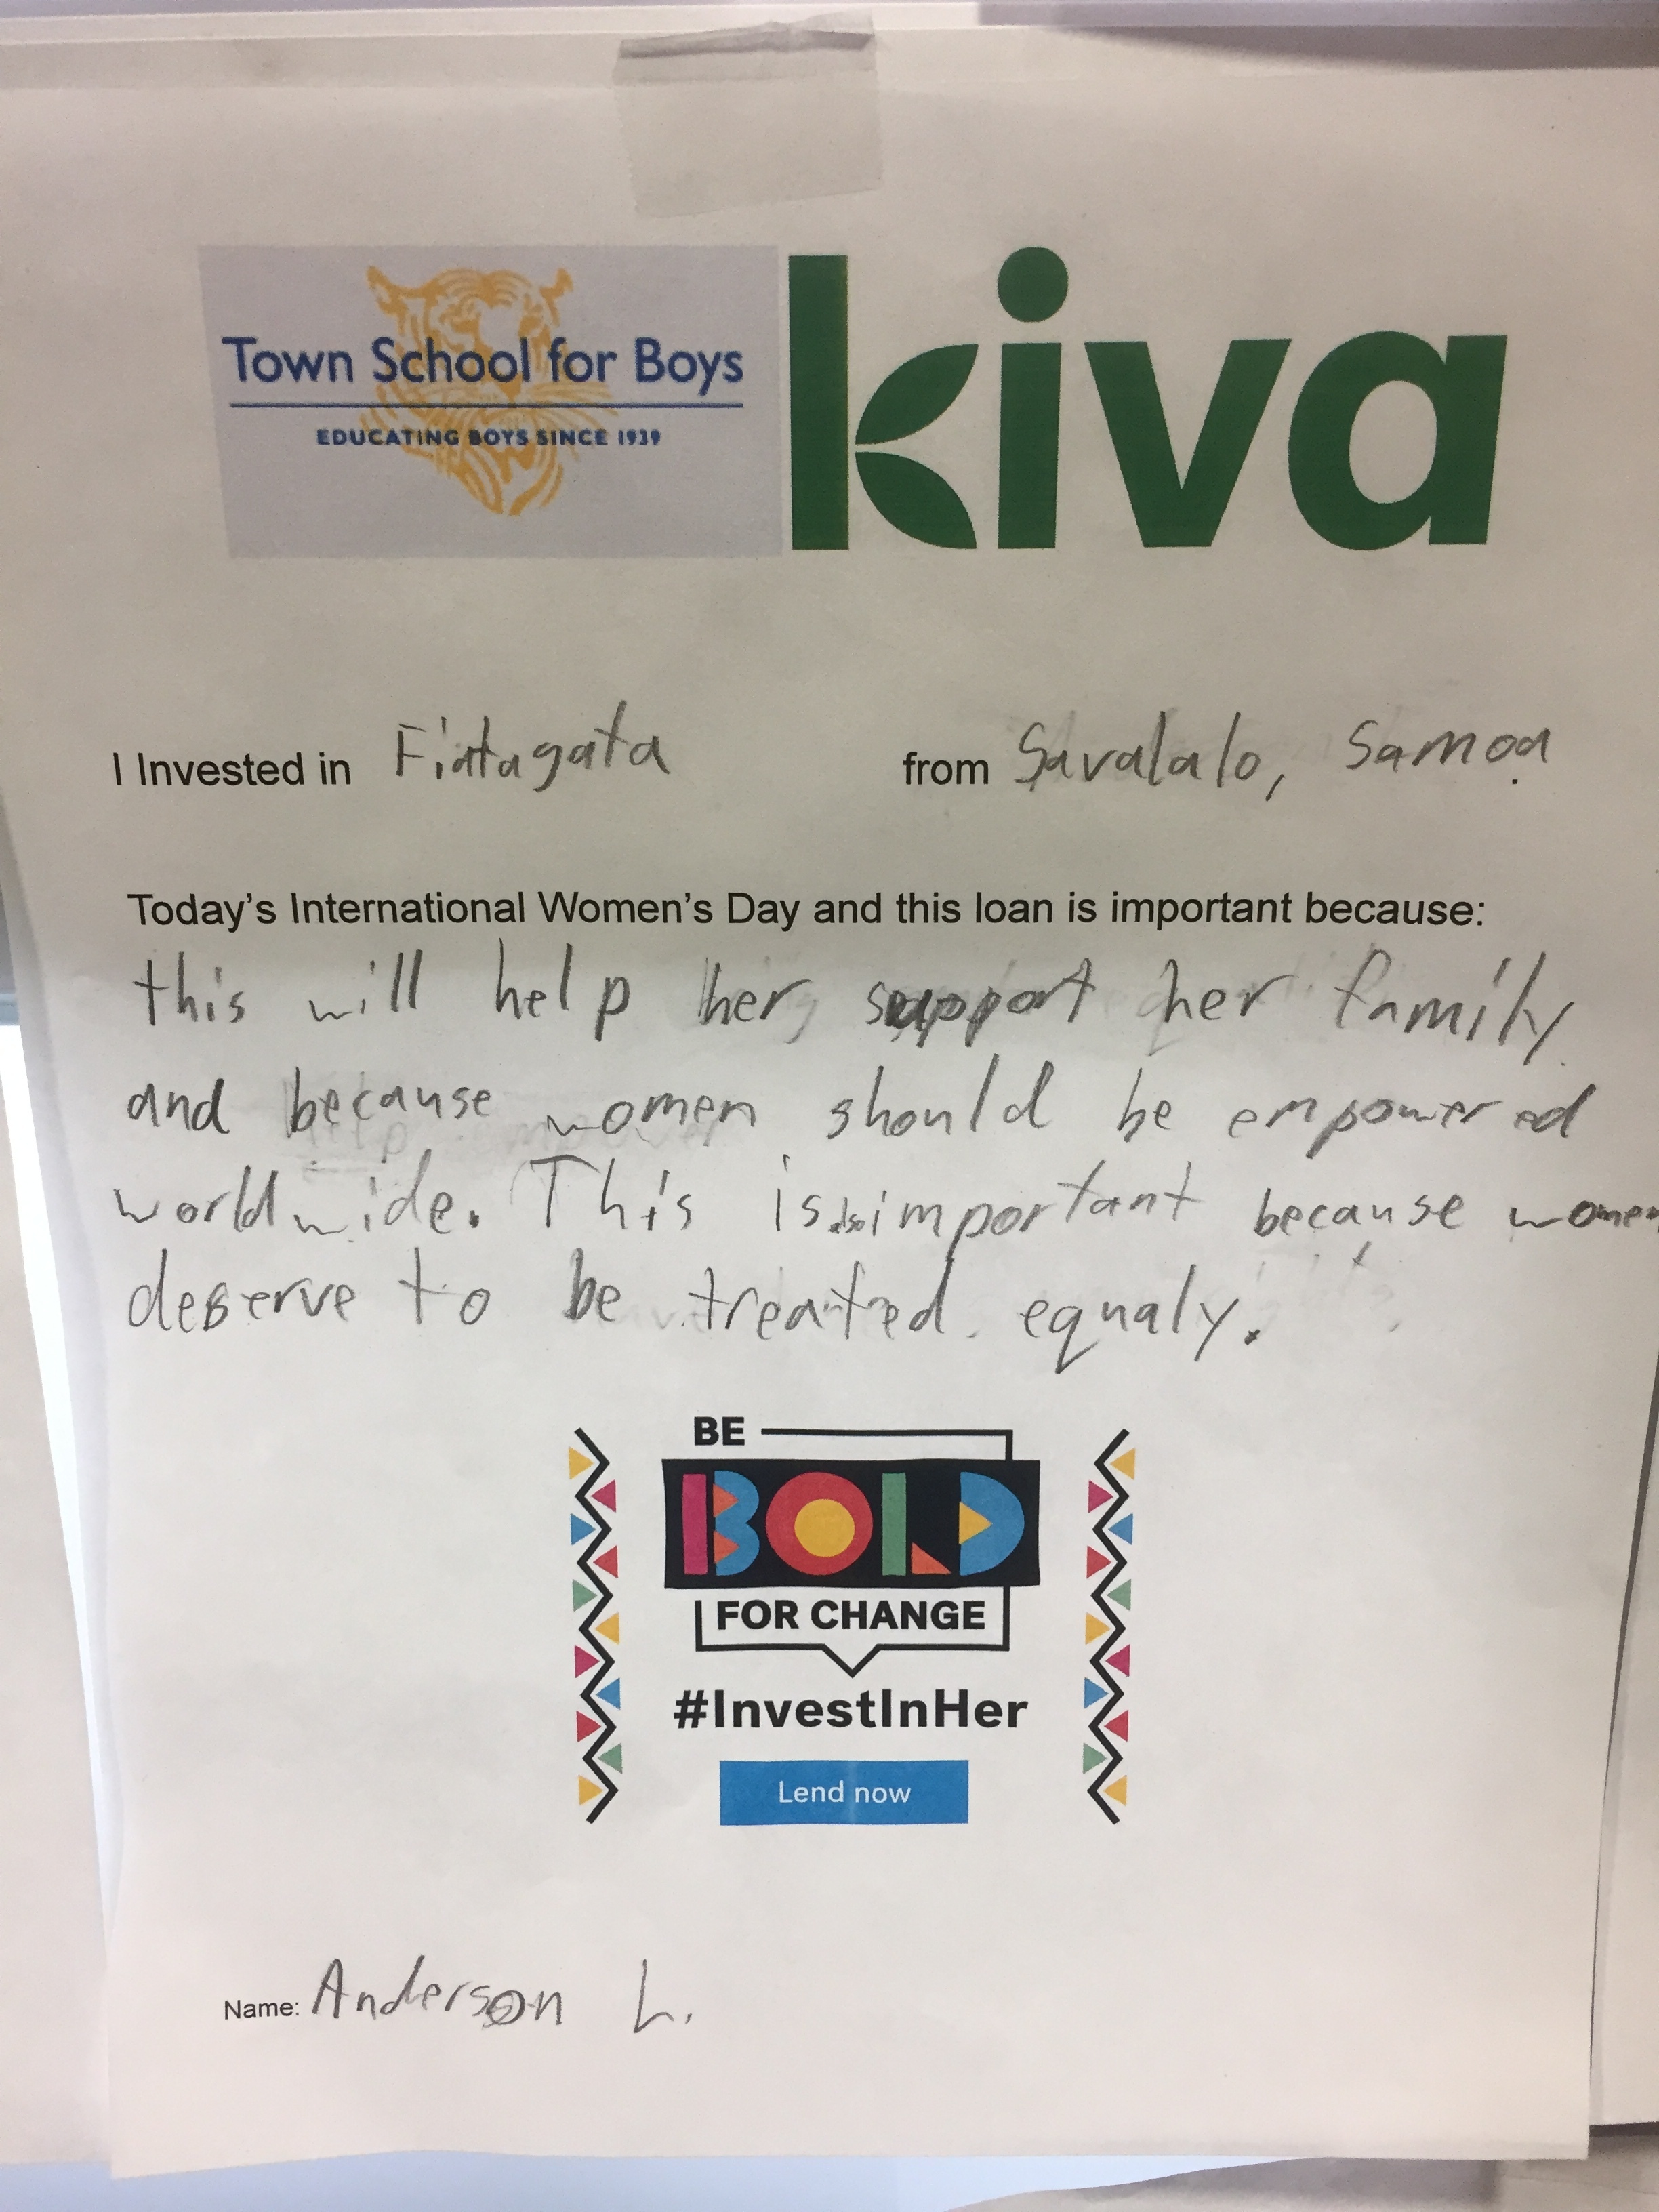 Town School for Boys
EDUCATING BOYS SINCE 1939
kiva
I Invested in Fiatagata from Savalalo, Samoa
Today's International Women's Day and this loan is important because:
this will help her support her family
and because women should be empowered
worldwide. This is also important because women
deserve to be treated equaly.
BE
BOLD
FOR CHANGE
#InvestInHer
Lend now
Name: Anderson L.